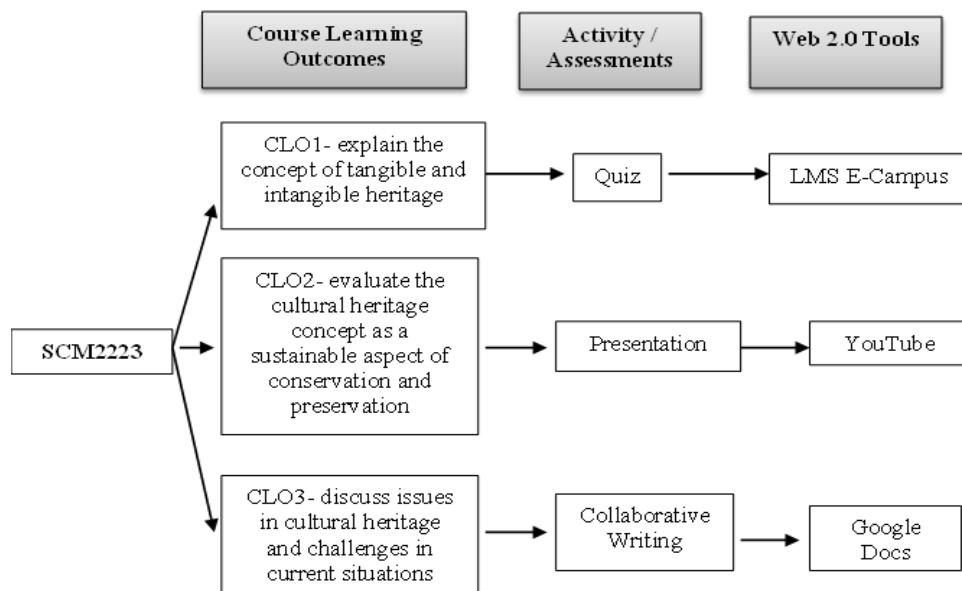 Course Learning
Outcomes
Activity /
Assessments
Web 2.0 Tools
CLO1- explain the
concept of tangible and
intangible heritage
Quiz
LMS E-Campus
SCM2223
CLO2- evaluate the
cultural heritage
concept as a
sustainable aspect of
conservation and
preservation
Presentation
YouTube
CLO3- discuss issues
in cultural heritage
and challenges in
current situations
Collaborative
Writing
Google
Docs